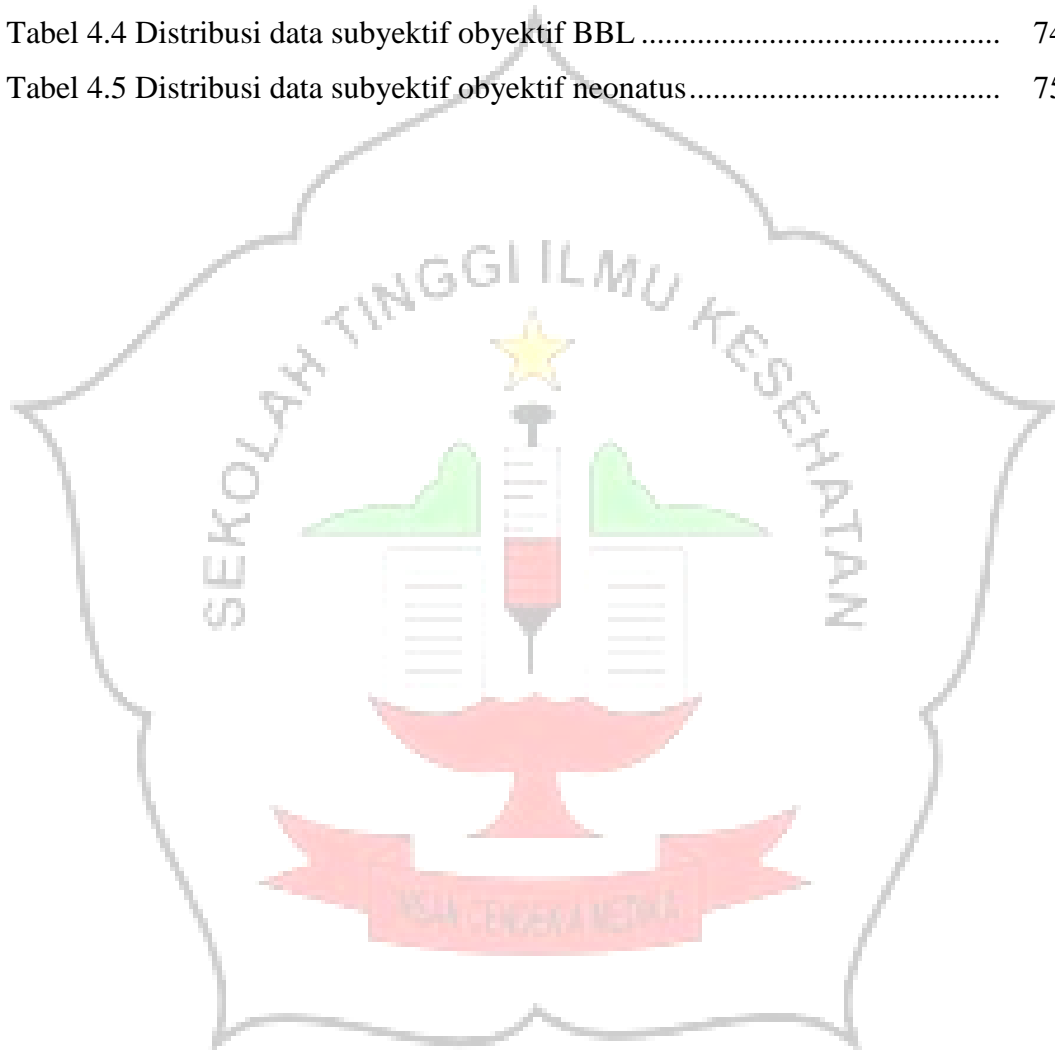 Tabel 4.4 Distribusi data subyektif obyektif BBL ............................................. 74
Tabel 4.5 Distribusi data subyektif obyektif neonatus....................................... 75
SEKOLAH TINGGI ILMU KESEHATAN